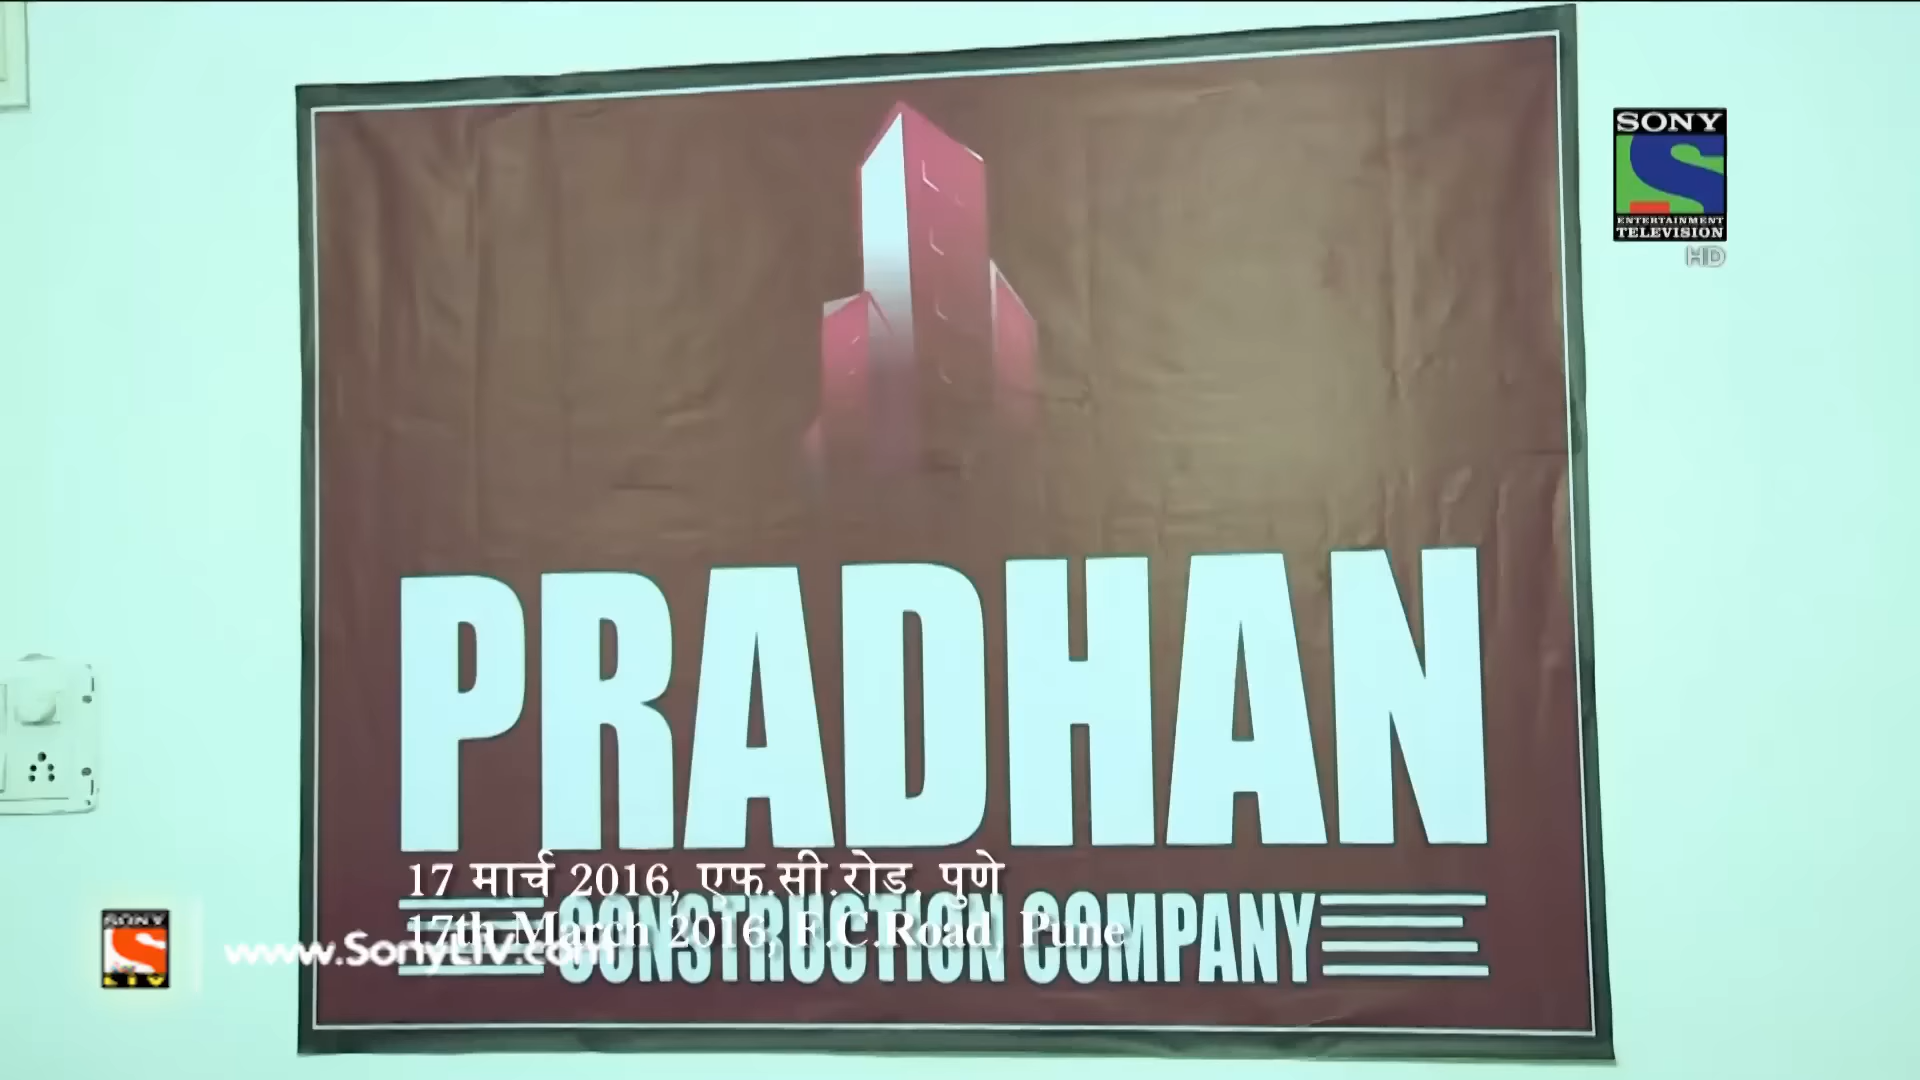 SONY
ENTERTAINMENT
TELEVISION
HD
PRADHAN
17 मार्च 2016, एफ.सी.रोड, पुणे
CONSTRUCTION COMPANY
17th March 2016, F.C.Road, Pune
SONY
LIV
www.SonyLIV.com